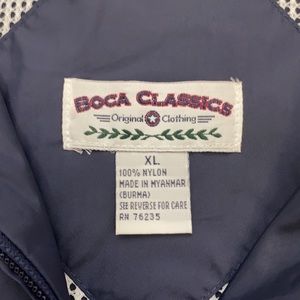 BOCA CLASSICS
Original Clothing
XL
100% NYLON
MADE IN MYANMAR
(BURMA)
SEE REVERSE FOR CARE
RN 76235